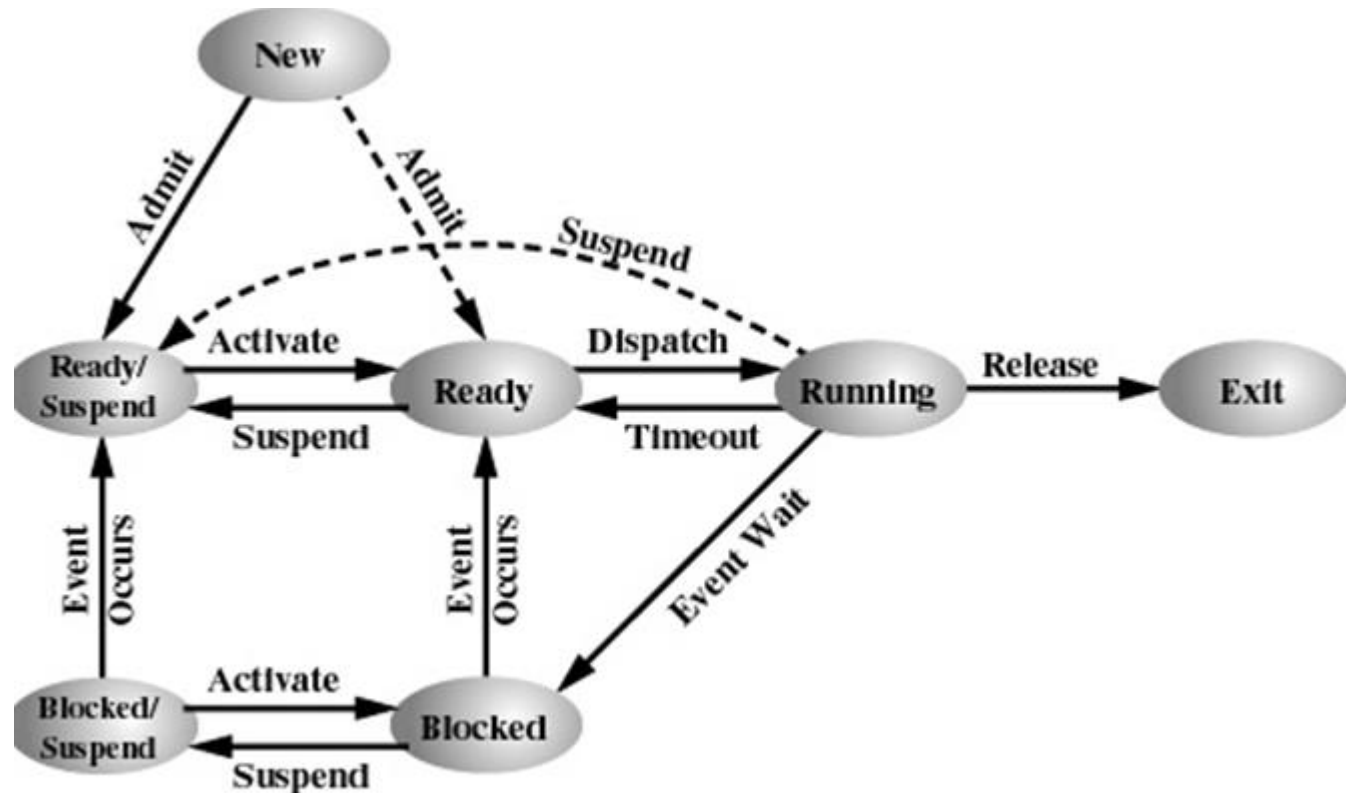 New
Admit
Admit
Suspend
Ready/
Suspend
Activate
Suspend
Ready
Dispatch
Timeout
Running
Release
Exit
Event
Occurs
Event
Occurs
Event Wait
Blocked/
Suspend
Activate
Suspend
Blocked